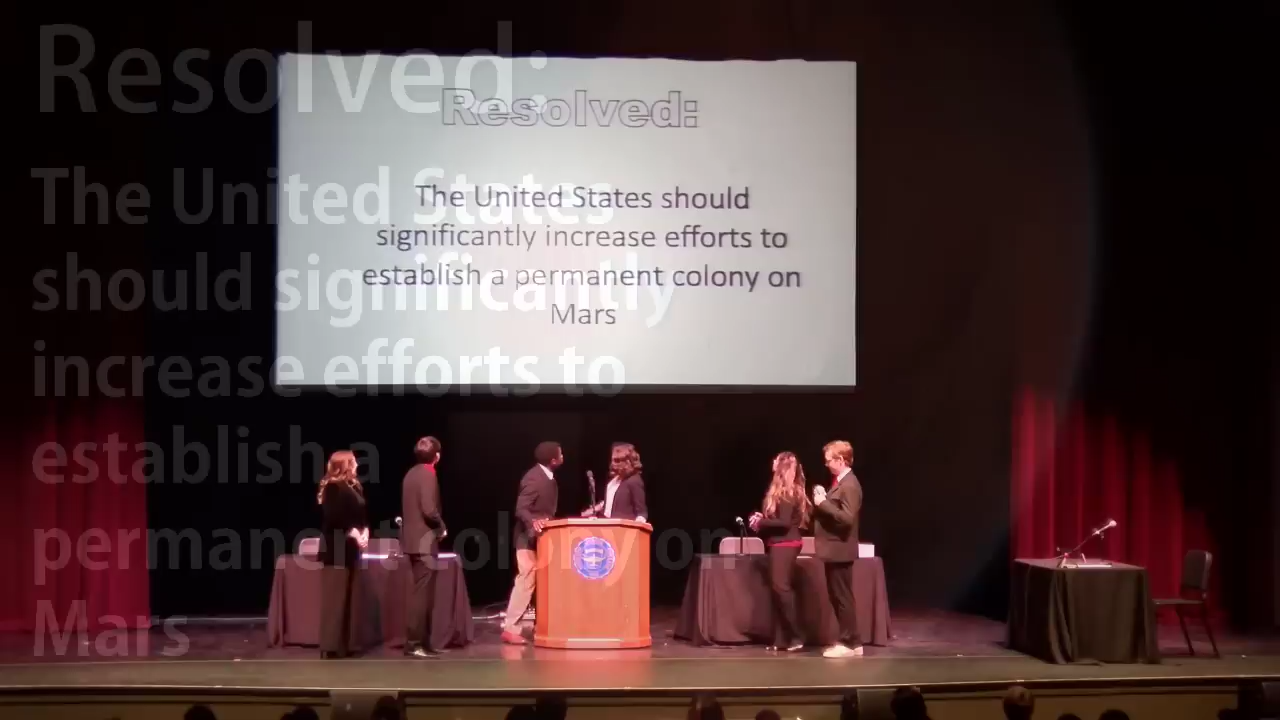 Resolved:
The United States should
significantly increase efforts to
establish a permanent colony on
Mars
Resolved:
The United States
should significantly
increase efforts to
establish a
permanent colony on
Mars